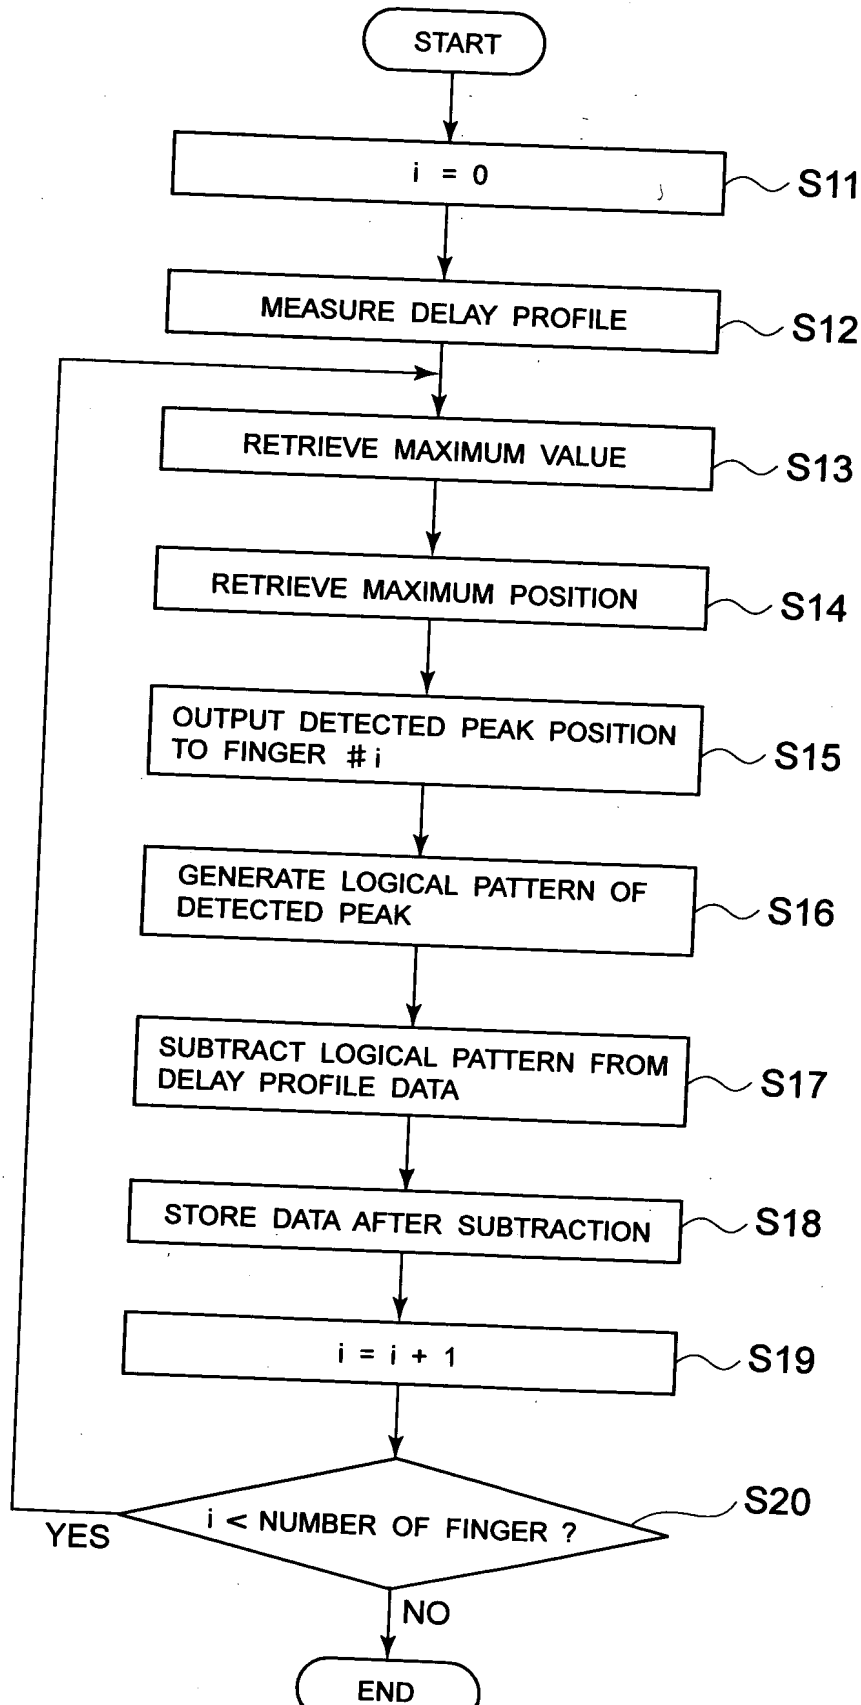 START
i = 0
S11
MEASURE DELAY PROFILE
S12
RETRIEVE MAXIMUM VALUE
S13
RETRIEVE MAXIMUM POSITION
S14
OUTPUT DETECTED PEAK POSITION
TO FINGER #i
S15
GENERATE LOGICAL PATTERN OF
DETECTED PEAK
S16
SUBTRACT LOGICAL PATTERN FROM
DELAY PROFILE DATA
S17
STORE DATA AFTER SUBTRACTION
S18
i = i + 1
S19
i < NUMBER OF FINGER ?
S20
YES
NO
END